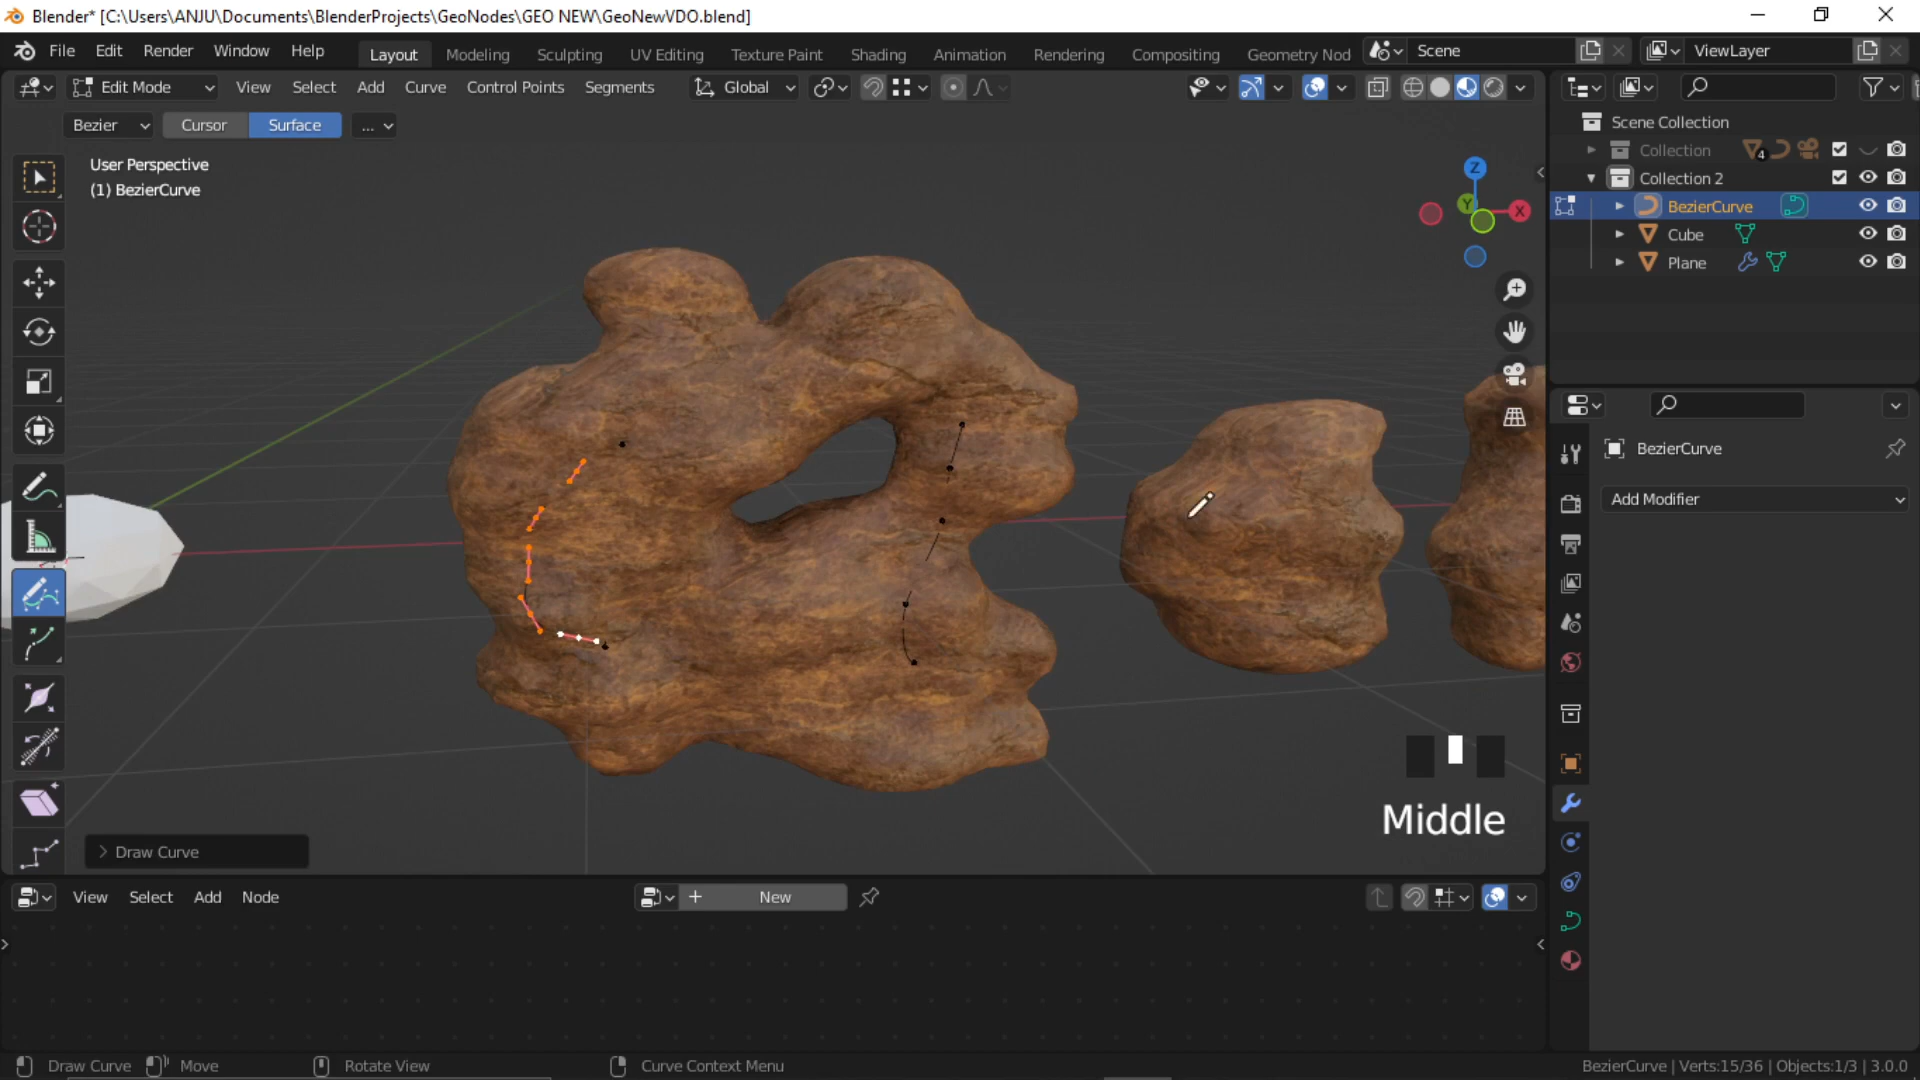 Blender* [C:\Users\ANJU\Documents\BlenderProjects\GeoNodes\GEO NEW\GeoNewVDO.blend]
File Edit Render Window Help Layout Modeling Sculpting UV Editing Texture Paint Shading Animation Rendering Compositing Geometry Nod Scene ViewLayer
Edit Mode View Select Add Curve Control Points Segments Global
Bezier Cursor Surface ...
User Perspective
(1) BezierCurve
Z
Y
X
Scene Collection
Collection 4
Collection 2
BezierCurve
Cube
Plane
BezierCurve
Add Modifier
Middle
Draw Curve
View Select Add Node New
Draw Curve Move Rotate View Curve Context Menu BezierCurve | Verts:15/36 | Objects:1/3 | 3.0.0